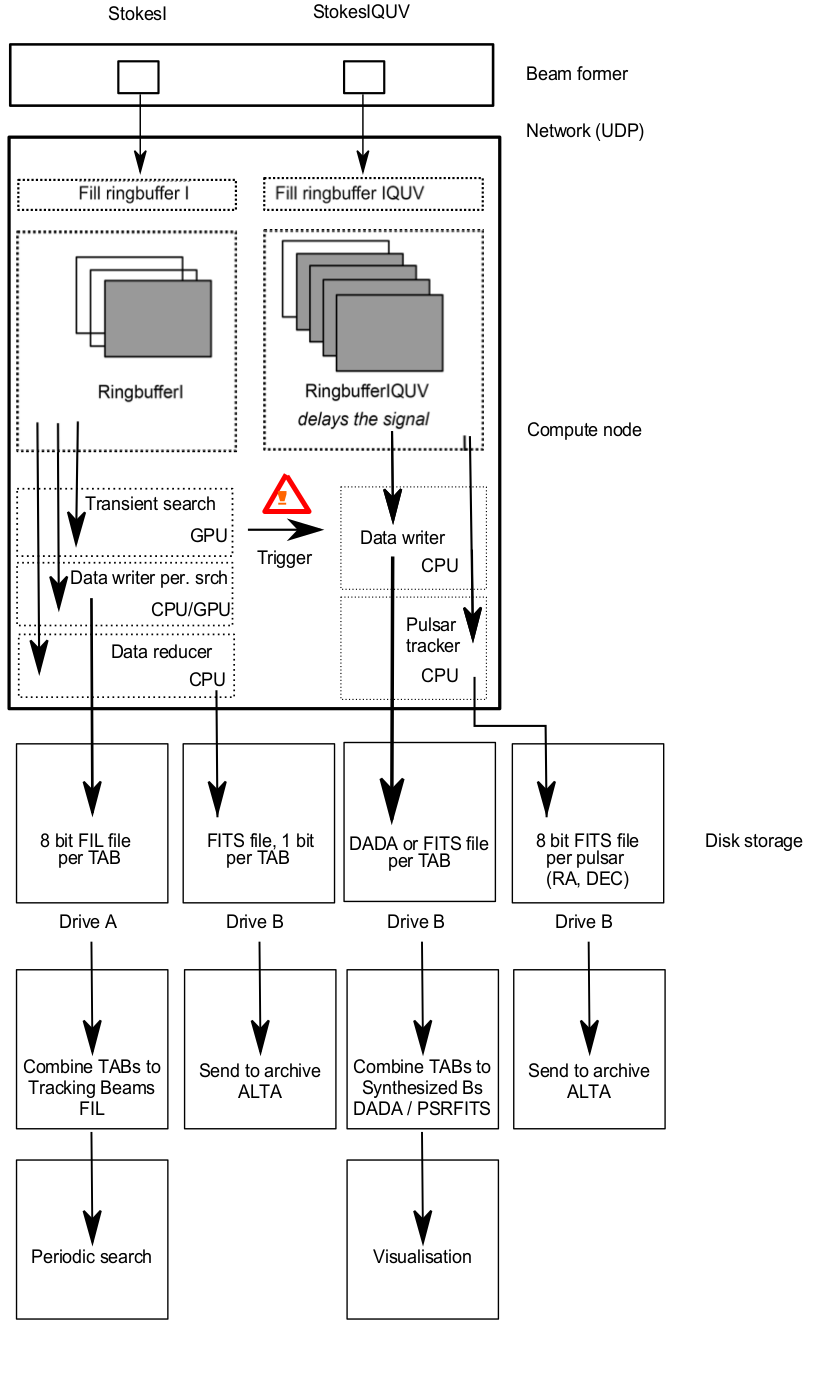 StokesI
StokesIQUV
Beam former
Network (UDP)
Fill ringbuffer I
Fill ringbuffer IQUV
RingbufferI
RingbufferIQUV
delays the signal
Compute node
Transient search
GPU
Trigger
Data writer
CPU
Data writer per. srch
CPU/GPU
Data reducer
CPU
Pulsar
tracker
CPU
8 bit FIL file
per TAB
FITS file, 1 bit
per TAB
DADA or FITS file
per TAB
8 bit FITS file
per pulsar
(RA, DEC)
Disk storage
Drive A
Drive B
Drive B
Drive B
Combine TABs to
Tracking Beams
FIL
Send to archive
ALTA
Combine TABs to
Synthesized Bs
DADA / PSRFITS
Send to archive
ALTA
Periodic search
Visualisation